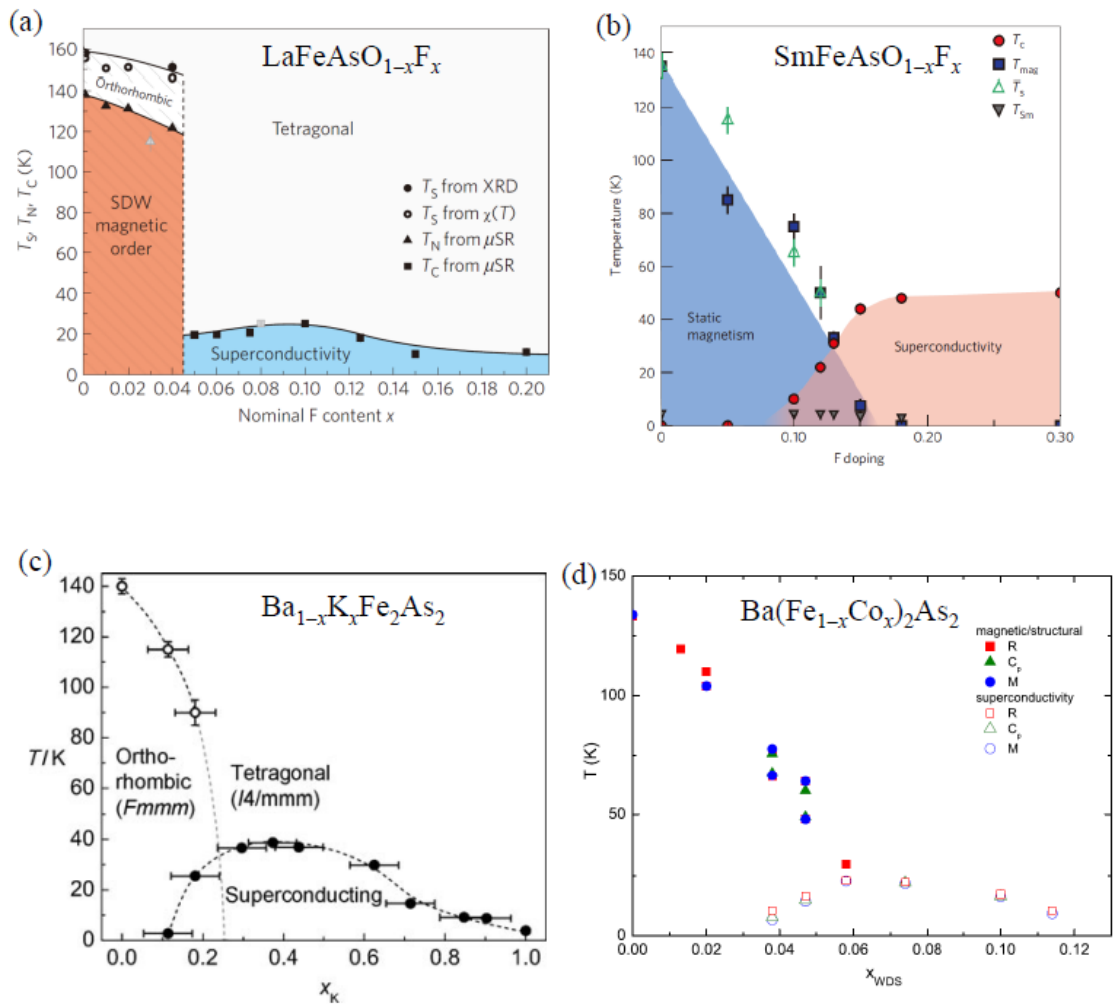 (a)
LaFeAsO1−xFx
160
140
120
100
80
60
40
20
0
TS, TN, TC (K)
Orthorhombic
SDW
magnetic
order
Tetragonal
TS from XRD
TS from χ(T)
TN from μSR
TC from μSR
Superconductivity
0 0.02 0.04 0.06 0.08 0.10 0.12 0.14 0.16 0.18 0.20
Nominal F content x
(b)
SmFeAsO1−xFx
Tc
Tmag
Ts
TSm
140
120
100
80
60
40
20
0
Temperature (K)
Static
magnetism
Superconductivity
0 0.10 0.20 0.30
F doping
(c)
Ba1−xKxFe2As2
140
120
100
80
60
40
20
0
T/K
Ortho-
rhombic
(Fmmm)
Tetragonal
(I4/mmm)
Superconducting
0.0 0.2 0.4 0.6 0.8 1.0
xK
(d)
Ba(Fe1−xCox)2As2
magnetic/structural
R
Cp
M
superconductivity
R
Cp
M
150
100
50
0
T (K)
0.00 0.02 0.04 0.06 0.08 0.10 0.12
xWDS